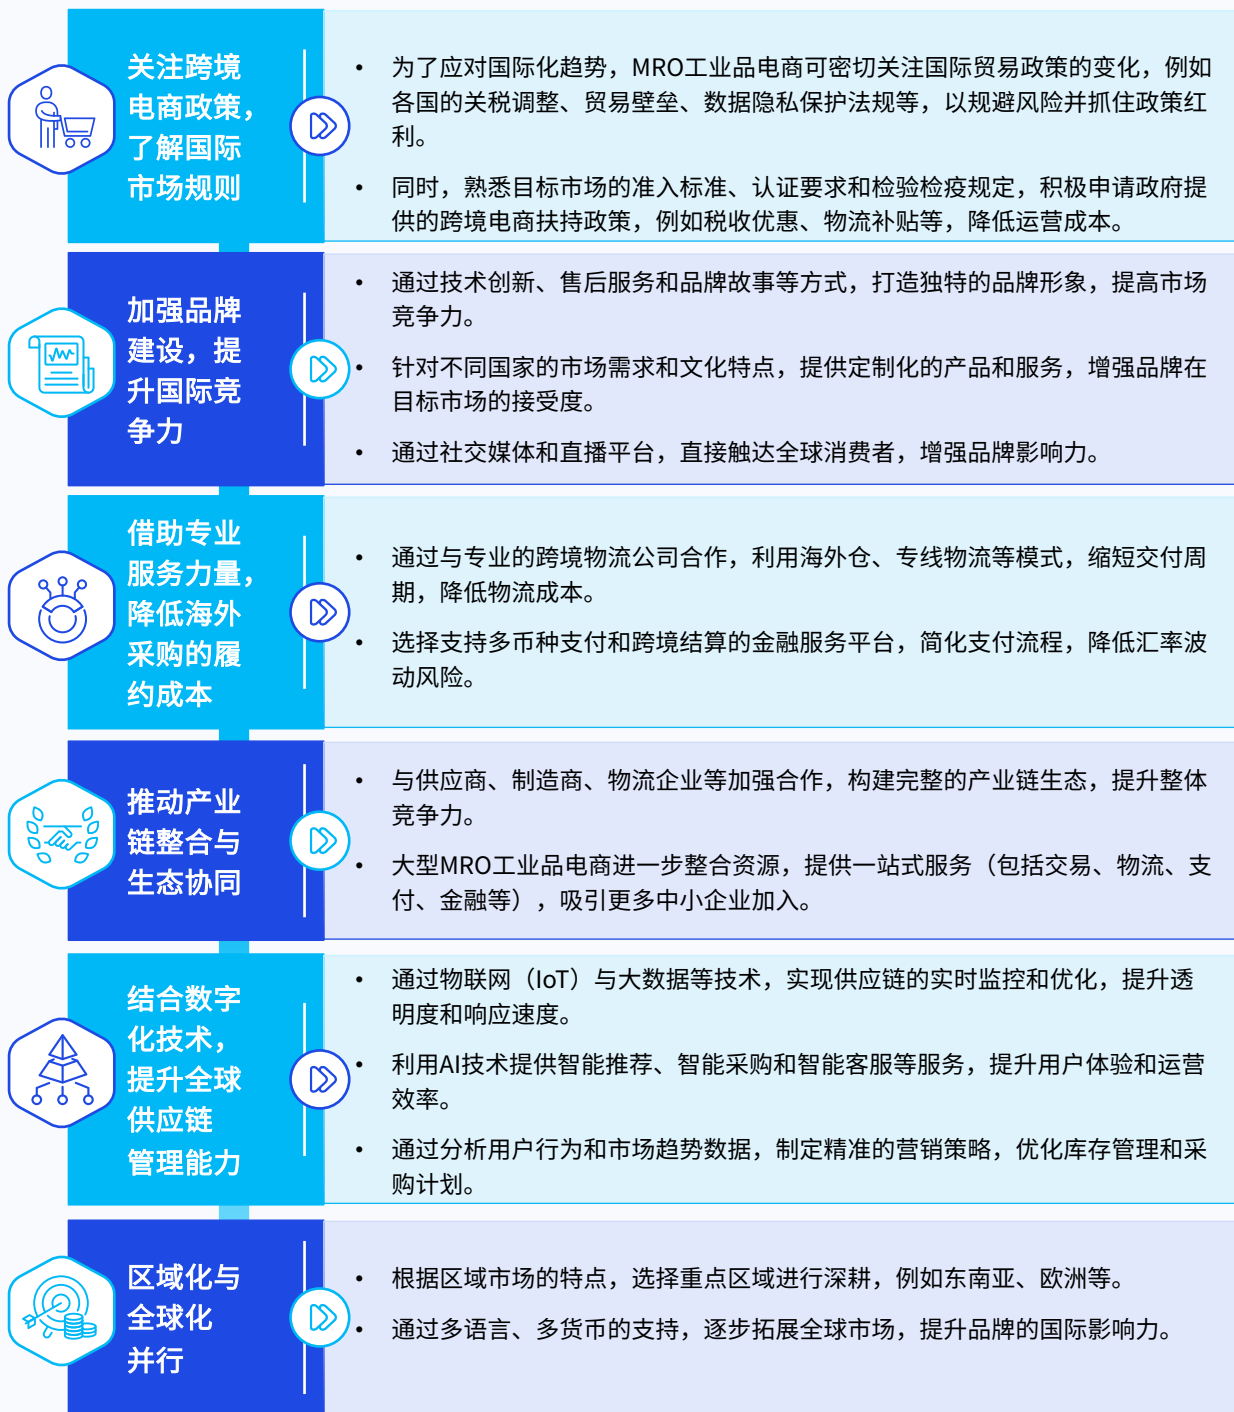 关注跨境
电商政策，
了解国际
市场规则
• 为了应对国际化趋势，MRO工业品电商可密切关注国际贸易政策的变化，例如
各国的关税调整、贸易壁垒、数据隐私保护法规等，以规避风险并抓住政策红
利。
• 同时，熟悉目标市场的准入标准、认证要求和检验检疫规定，积极申请政府提
供的跨境电商扶持政策，例如税收优惠、物流补贴等，降低运营成本。
加强品牌
建设，提
升国际竞
争力
• 通过技术创新、售后服务和品牌故事等方式，打造独特的品牌形象，提高市场
竞争力。
• 针对不同国家的市场需求和文化特点，提供定制化的产品和服务，增强品牌在
目标市场的接受度。
• 通过社交媒体和直播平台，直接触达全球消费者，增强品牌影响力。
借助专业
服务力量，
降低海外
采购的履
约成本
• 通过与专业的跨境物流公司合作，利用海外仓、专线物流等模式，缩短交付周
期，降低物流成本。
• 选择支持多币种支付和跨境结算的金融服务平台，简化支付流程，降低汇率波
动风险。
推动产业
链整合与
生态协同
• 与供应商、制造商、物流企业等加强合作，构建完整的产业链生态，提升整体
竞争力。
• 大型MRO工业品电商进一步整合资源，提供一站式服务（包括交易、物流、支
付、金融等），吸引更多中小企业加入。
结合数字
化技术，
提升全球
供应链
管理能力
• 通过物联网（IoT）与大数据等技术，实现供应链的实时监控和优化，提升透
明度和响应速度。
• 利用AI技术提供智能推荐、智能采购和智能客服等服务，提升用户体验和运营
效率。
• 通过分析用户行为和市场趋势数据，制定精准的营销策略，优化库存管理和采
购计划。
区域化与
全球化
并行
• 根据区域市场的特点，选择重点区域进行深耕，例如东南亚、欧洲等。
• 通过多语言、多货币的支持，逐步拓展全球市场，提升品牌的国际影响力。